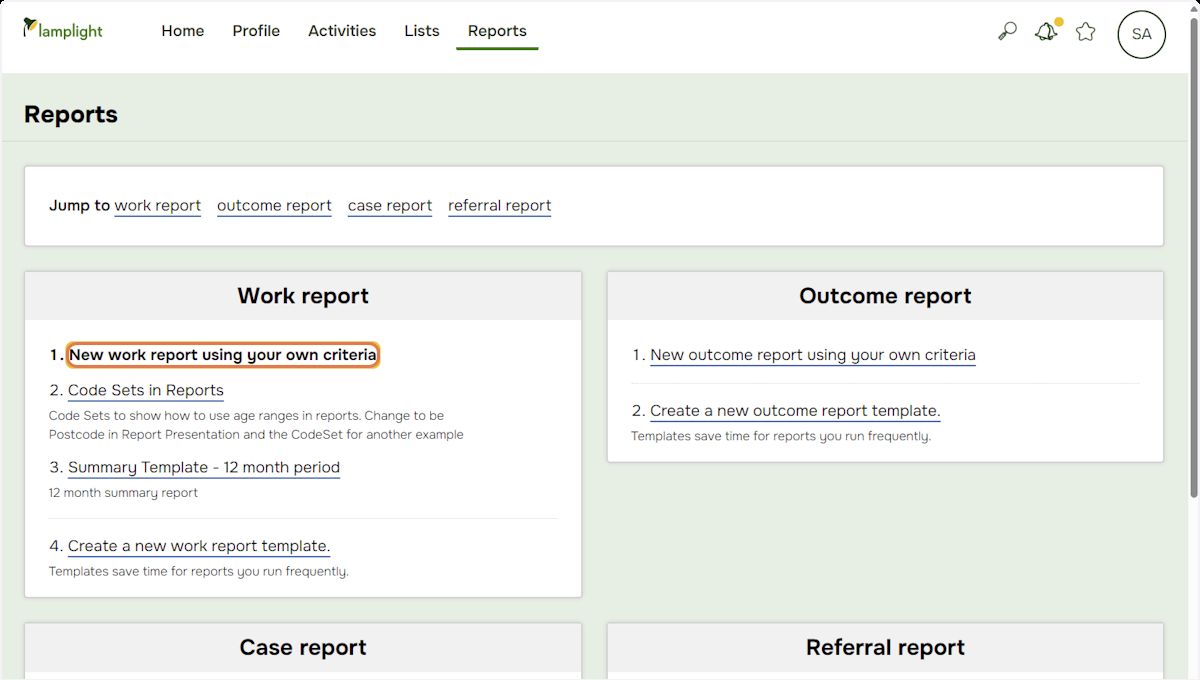 lamplight
Home Profile Activities Lists Reports
SA
Reports
Jump to work report outcome report case report referral report
Work report
1. New work report using your own criteria
2. Code Sets in Reports
Code Sets to show how to use age ranges in reports. Change to be
Postcode in Report Presentation and the CodeSet for another example
3. Summary Template - 12 month period
12 month summary report
4. Create a new work report template.
Templates save time for reports you run frequently.
Outcome report
1. New outcome report using your own criteria
2. Create a new outcome report template.
Templates save time for reports you run frequently.
Case report
Referral report